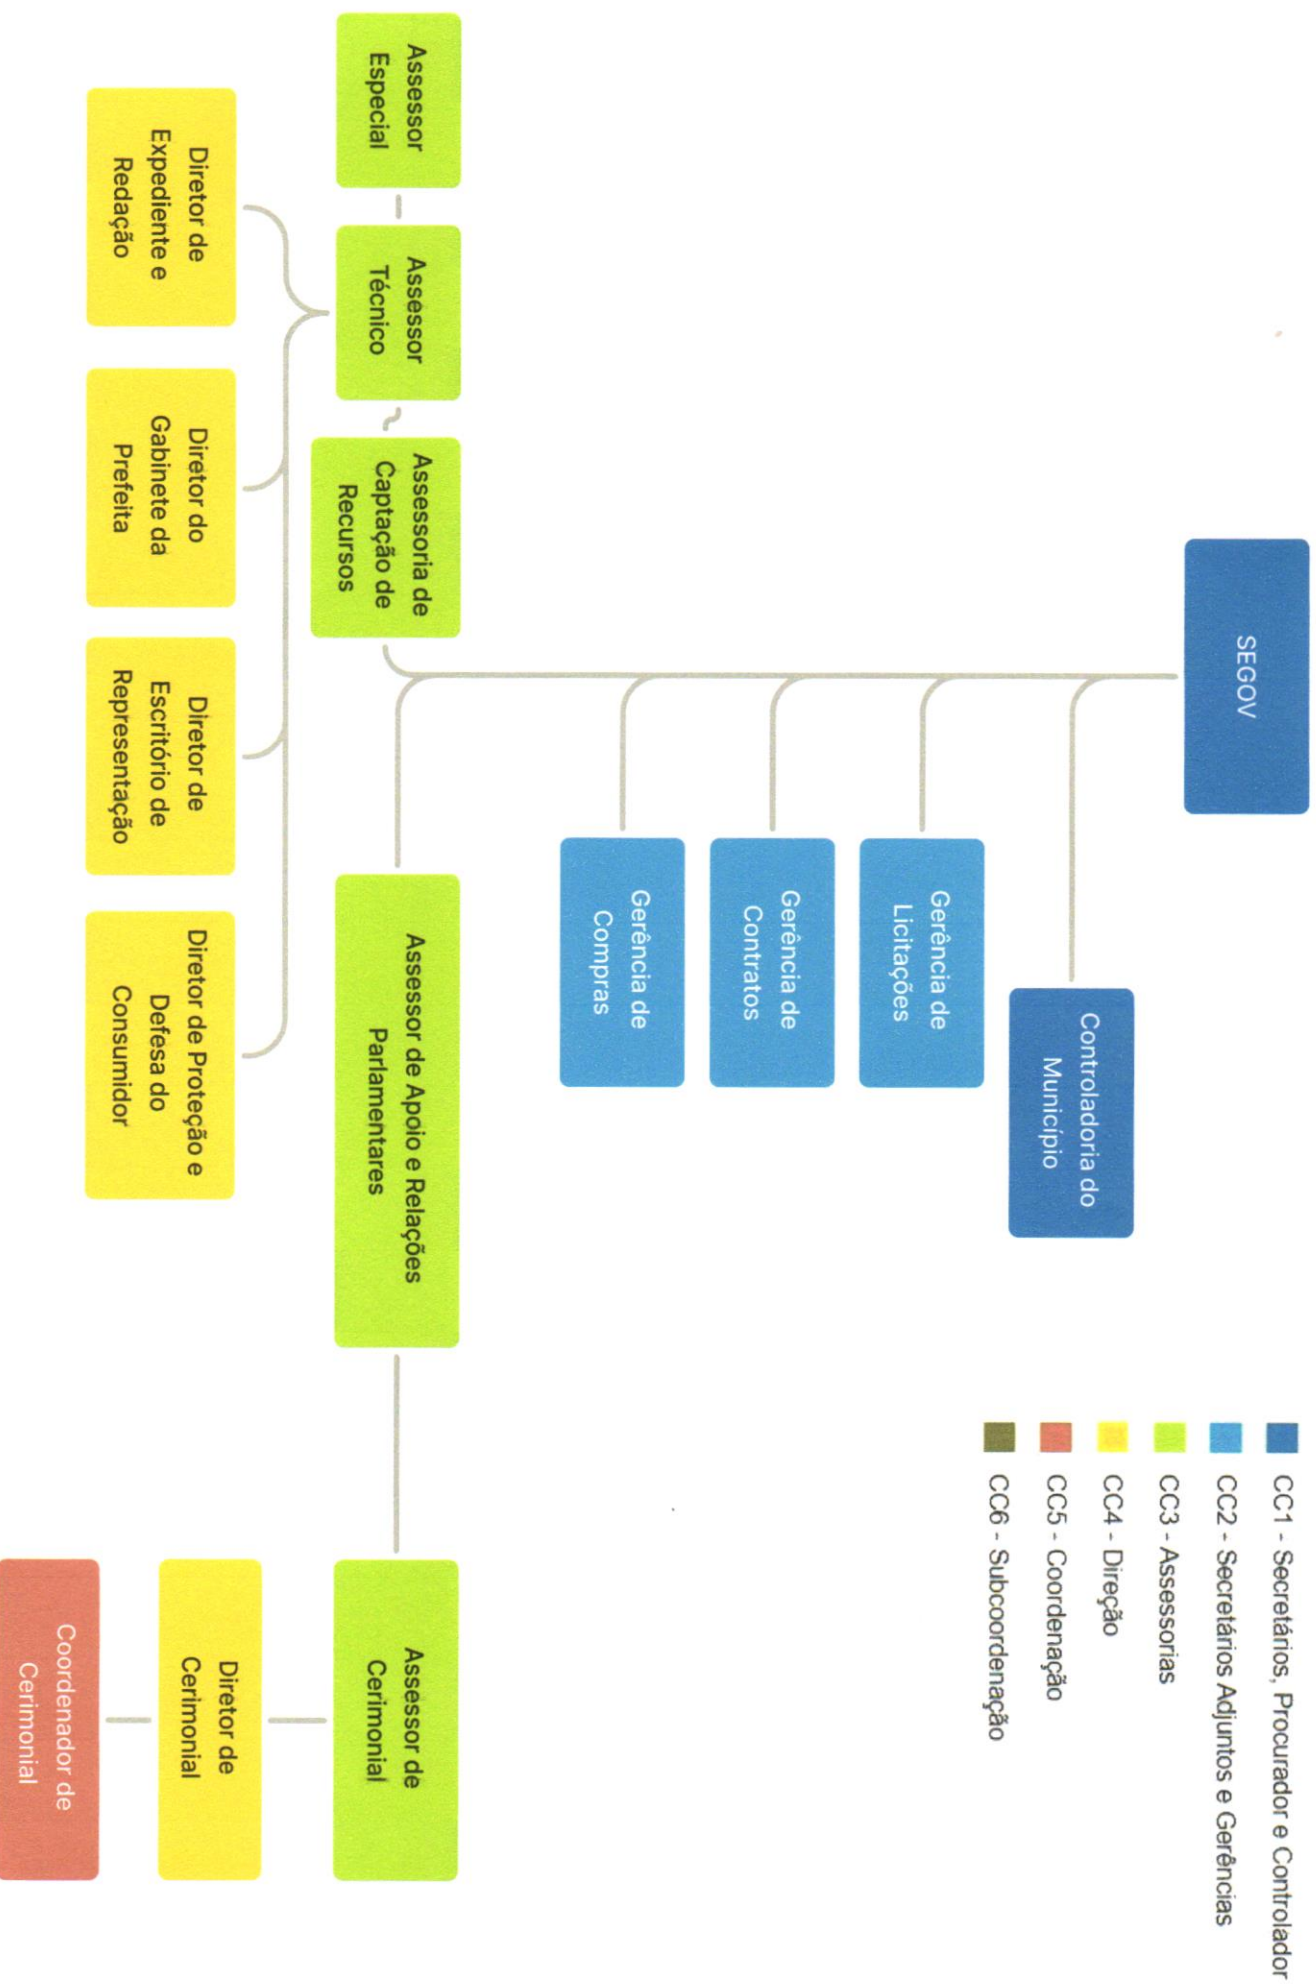 SEGOV
CC1 - Secretários, Procurador e Controlador
CC2 - Secretários Adjuntos e Gerências
CC3 - Assessorias
CC4 - Direção
CC5 - Coordenação
CC6 - Subcoordenação
Controladoria do
Município
Gerência de
Licitações
Gerência de
Contratos
Gerência de
Compras
Assessor
Especial
Assessor
Técnico
Assessoria de
Captação de
Recursos
Assessor de Apoio e Relações
Parlamentares
Assessor de
Cerimonial
Diretor de
Expediente e
Redação
Diretor do
Gabinete da
Prefeita
Diretor de
Escritório de
Representação
Diretor de Proteção e
Defesa do
Consumidor
Diretor de
Cerimonial
Coordenador de
Cerimonial